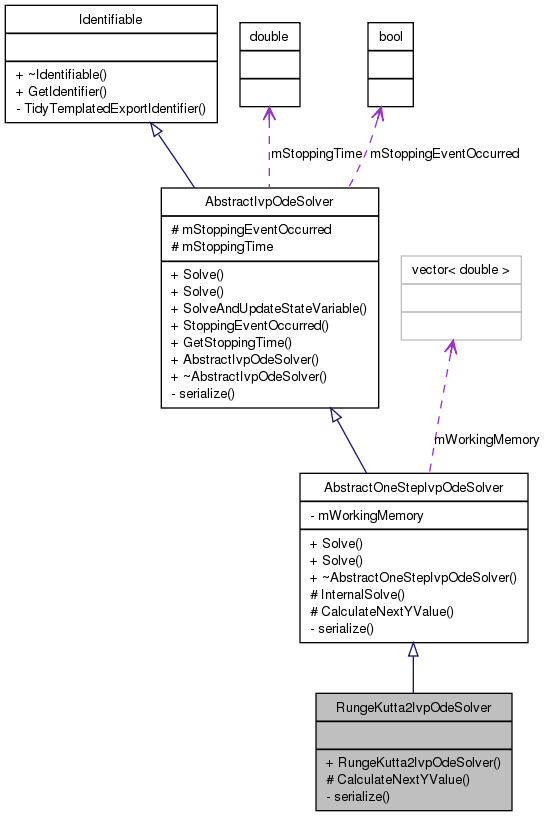 Identifiable
+ ~Identifiable()
+ GetIdentifier()
- TidyTemplatedExportIdentifier()
double
bool
mStoppingTime
mStoppingEventOccurred
AbstractIvpOdeSolver
# mStoppingEventOccurred
# mStoppingTime
+ Solve()
+ Solve()
+ SolveAndUpdateStateVariable()
+ StoppingEventOccurred()
+ GetStoppingTime()
+ AbstractIvpOdeSolver()
+ ~AbstractIvpOdeSolver()
- serialize()
vector< double >
mWorkingMemory
AbstractOneStepIvpOdeSolver
- mWorkingMemory
+ Solve()
+ Solve()
+ ~AbstractOneStepIvpOdeSolver()
# InternalSolve()
# CalculateNextYValue()
- serialize()
RungeKutta2IvpOdeSolver
+ RungeKutta2IvpOdeSolver()
# CalculateNextYValue()
- serialize()